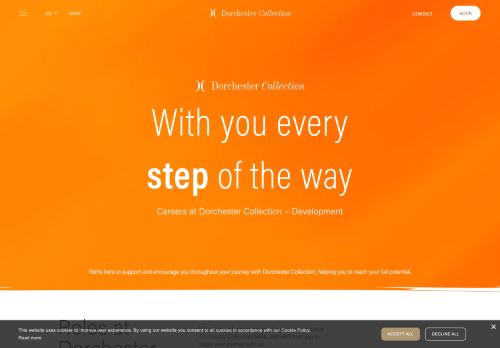 EN
SHOP
Dorchester Collection
CONTACT
BOOK
Dorchester Collection
With you every
step of the way
Careers at Dorchester Collection – Development
We're here to support and encourage you throughout your journey with Dorchester Collection, helping you to reach your full potential.
Roles at
Dorchester
This website uses cookies to improve user experience. By using our website you consent to all cookies in accordance with our Cookie Policy.
Read more
ACCEPT ALL
DECLINE ALL